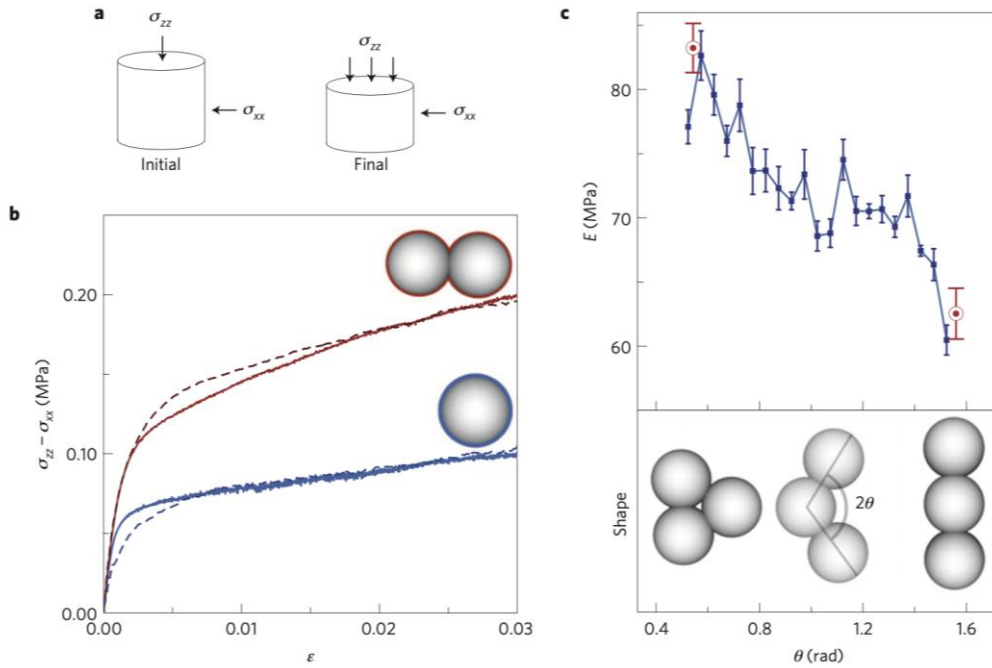 a
σzz
σxx
Initial
σzz
σxx
Final
b
σzz − σxx (MPa)
0.20
0.10
0.00
0.00
0.01
0.02
0.03
ε
c
E (MPa)
80
70
60
Shape
2θ
0.4
0.8
1.2
1.6
θ (rad)